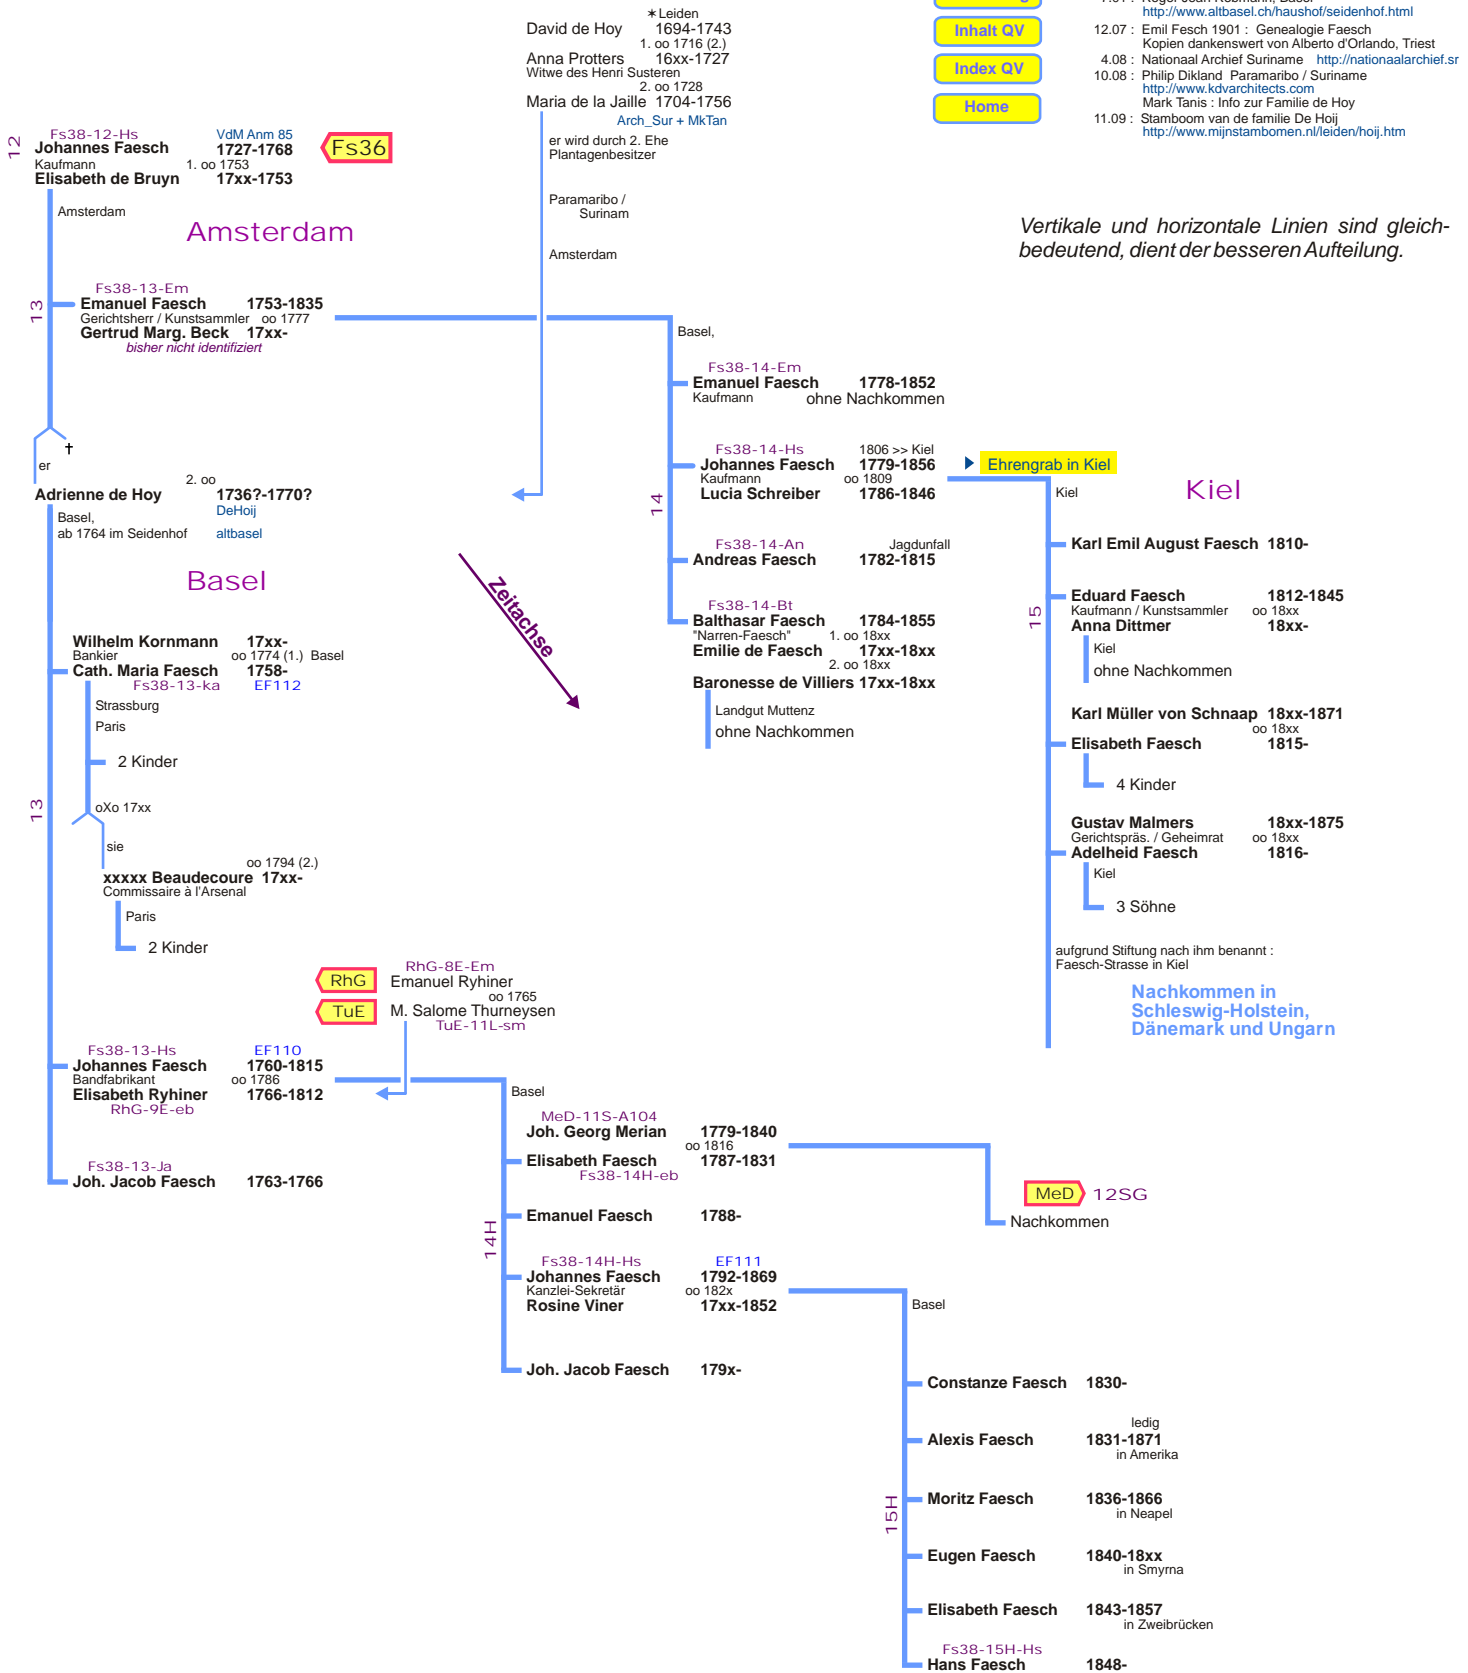 7.01 : Roger Jean Rebmann, Basel
http://www.altbasel.ch/haushof/seidenhof.html
Inhalt QV
12.07 : Emil Fesch 1901 : Genealogie Faesch
Kopien dankenswert von Alberto d'Orlando, Triest
4.08 : Nationaal Archief Suriname http://nationaalarchief.sr
Index QV
10.08 : Philip Dikland Paramaribo / Suriname
http://www.kdvarchitects.com
Mark Tanis : Info zur Familie de Hoy
Home
11.09 : Stamboom van de familie De Hoij
http://www.mijnstambomen.nl/leiden/hoij.htm
✶Leiden
David de Hoy 1694-1743
1. oo 1716 (2.)
Anna Protters 16xx-1727
Witwe des Henri Susteren
2. oo 1728
Maria de la Jaille 1704-1756
Arch_Sur + MkTan
er wird durch 2. Ehe
Plantagenbesitzer
Paramaribo /
Surinam
Amsterdam
12
Fs38-12-Hs VdM Anm 85
Johannes Faesch 1727-1768
Fs36
Kaufmann 1. oo 1753
Elisabeth de Bruyn 17xx-1753
Amsterdam
Amsterdam
Vertikale und horizontale Linien sind gleich-
bedeutend, dient der besseren Aufteilung.
13
Fs38-13-Em
Emanuel Faesch 1753-1835
Gerichtsherr / Kunstsammler oo 1777
Gertrud Marg. Beck 17xx-
bisher nicht identifiziert
Basel,
Fs38-14-Em
Emanuel Faesch 1778-1852
Kaufmann ohne Nachkommen
14
Fs38-14-Hs 1806 >> Kiel
Johannes Faesch 1779-1856
Kaufmann oo 1809
Lucia Schreiber 1786-1846
Ehrengrab in Kiel
Fs38-14-An Jagdunfall
Andreas Faesch 1782-1815
Fs38-14-Bt
Balthasar Faesch 1784-1855
"Narren-Faesch" 1. oo 18xx
Emilie de Faesch 17xx-18xx
2. oo 18xx
Baronesse de Villiers 17xx-18xx
Landgut Muttenz
ohne Nachkommen
✝
er
2. oo
Adrienne de Hoy 1736?-1770?
DeHoij
Basel,
ab 1764 im Seidenhof altbasel
Basel
Zeitachse
Kiel
Kiel
15
Karl Emil August Faesch 1810-
Eduard Faesch 1812-1845
Kaufmann / Kunstsammler oo 18xx
Anna Dittmer 18xx-
Kiel
ohne Nachkommen
Karl Müller von Schnaap 18xx-1871
oo 18xx
Elisabeth Faesch 1815-
4 Kinder
Gustav Malmers 18xx-1875
Gerichtspräs. / Geheimrat oo 18xx
Adelheid Faesch 1816-
Kiel
3 Söhne
aufgrund Stiftung nach ihm benannt :
Faesch-Strasse in Kiel
Nachkommen in
Schleswig-Holstein,
Dänemark und Ungarn
Wilhelm Kornmann 17xx-
Bankier oo 1774 (1.) Basel
Cath. Maria Faesch 1758-
Fs38-13-ka EF112
Strassburg
Paris
2 Kinder
13
oXo 17xx
sie
oo 1794 (2.)
xxxxx Beaudecoure 17xx-
Commissaire à l'Arsenal
Paris
2 Kinder
RhG-8E-Em
RhG Emanuel Ryhiner
oo 1765
TuE M. Salome Thurneysen
TuE-11L-sm
Fs38-13-Hs EF110
Johannes Faesch 1760-1815
Bandfabrikant oo 1786
Elisabeth Ryhiner 1766-1812
RhG-9E-eb
Fs38-13-Ja
Joh. Jacob Faesch 1763-1766
Basel
MeD-11S-A104
Joh. Georg Merian 1779-1840
oo 1816
Elisabeth Faesch 1787-1831
Fs38-14H-eb
MeD 12SG
Nachkommen
14H
Emanuel Faesch 1788-
Fs38-14H-Hs EF111
Johannes Faesch 1792-1869
Kanzlei-Sekretär oo 182x
Rosine Viner 17xx-1852
Joh. Jacob Faesch 179x-
Basel
15H
Constanze Faesch 1830-
ledig
Alexis Faesch 1831-1871
in Amerika
Moritz Faesch 1836-1866
in Neapel
Eugen Faesch 1840-18xx
in Smyrna
Elisabeth Faesch 1843-1857
in Zweibrücken
Fs38-15H-Hs
Hans Faesch 1848-